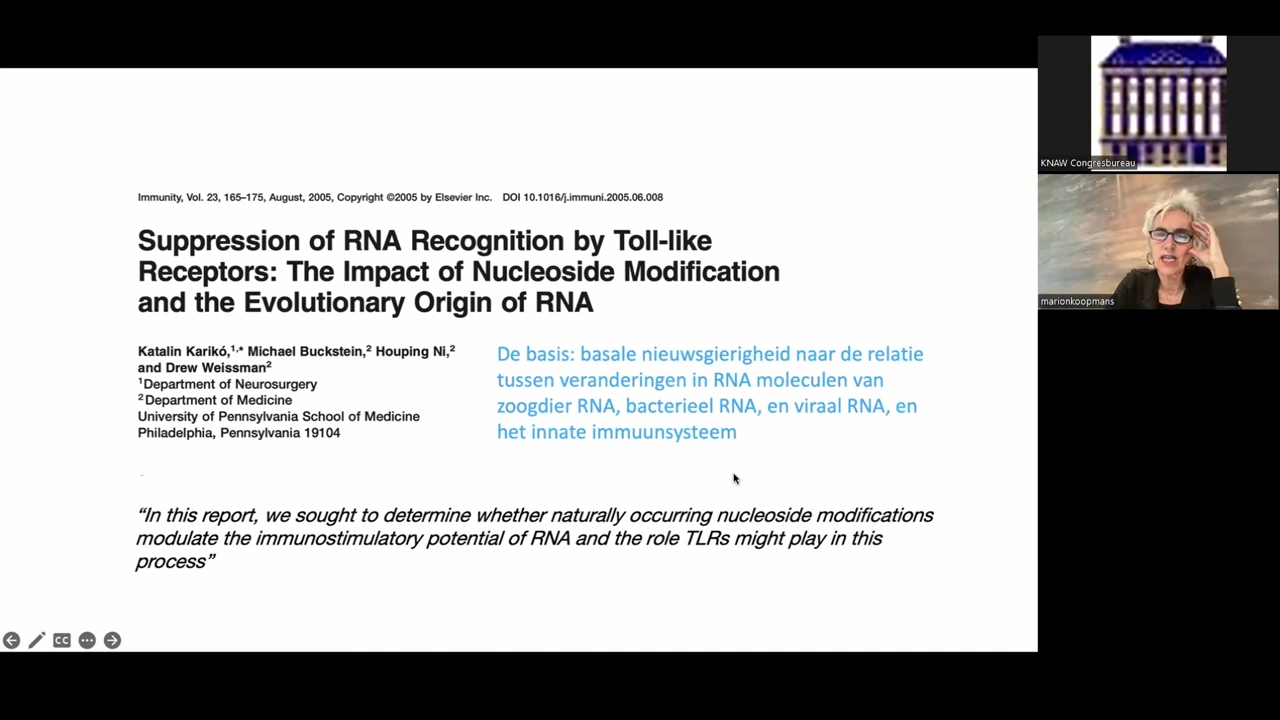 Immunity, Vol. 23, 165–175, August, 2005, Copyright ©2005 by Elsevier Inc. DOI 10.1016/j.immuni.2005.06.008
Suppression of RNA Recognition by Toll-like
Receptors: The Impact of Nucleoside Modification
and the Evolutionary Origin of RNA
Katalin Karikó,1,* Michael Buckstein,2 Houping Ni,2
and Drew Weissman2
1Department of Neurosurgery
2Department of Medicine
University of Pennsylvania School of Medicine
Philadelphia, Pennsylvania 19104
De basis: basale nieuwsgierigheid naar de relatie
tussen veranderingen in RNA moleculen van
zoogdier RNA, bacterieel RNA, en viraal RNA, en
het innate immuunsysteem
“In this report, we sought to determine whether naturally occurring nucleoside modifications
modulate the immunostimulatory potential of RNA and the role TLRs might play in this
process”
CC
KNAW Congresbureau
marionkoopmans